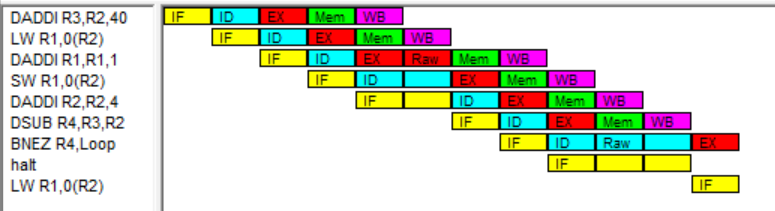 DADDI R3,R2,40 IF ID EX Mem WB
LW R1,0(R2) IF ID EX Mem WB
DADDI R1,R1,1 IF ID EX Raw Mem WB
SW R1,0(R2) IF ID EX Mem WB
DADDI R2,R2,4 IF ID EX Mem WB
DSUB R4,R3,R2 IF ID EX Mem WB
BNEZ R4,Loop IF ID Raw EX
halt IF
LW R1,0(R2) IF